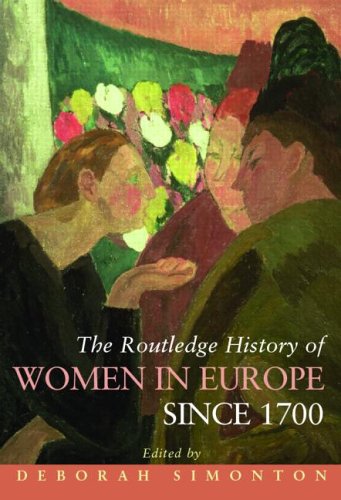 The Routledge History of
WOMEN IN EUROPE
SINCE 1700
Edited by
DEBORAH SIMONTON